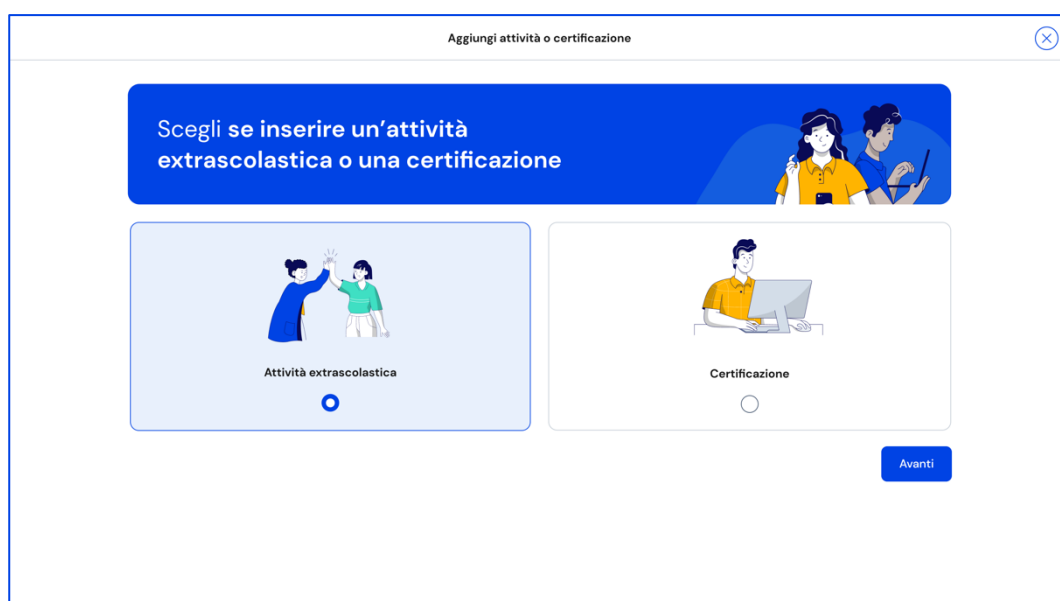 Aggiungi attività o certificazione
Scegli se inserire un’attività
extrascolastica o una certificazione
Attività extrascolastica
Certificazione
Avanti